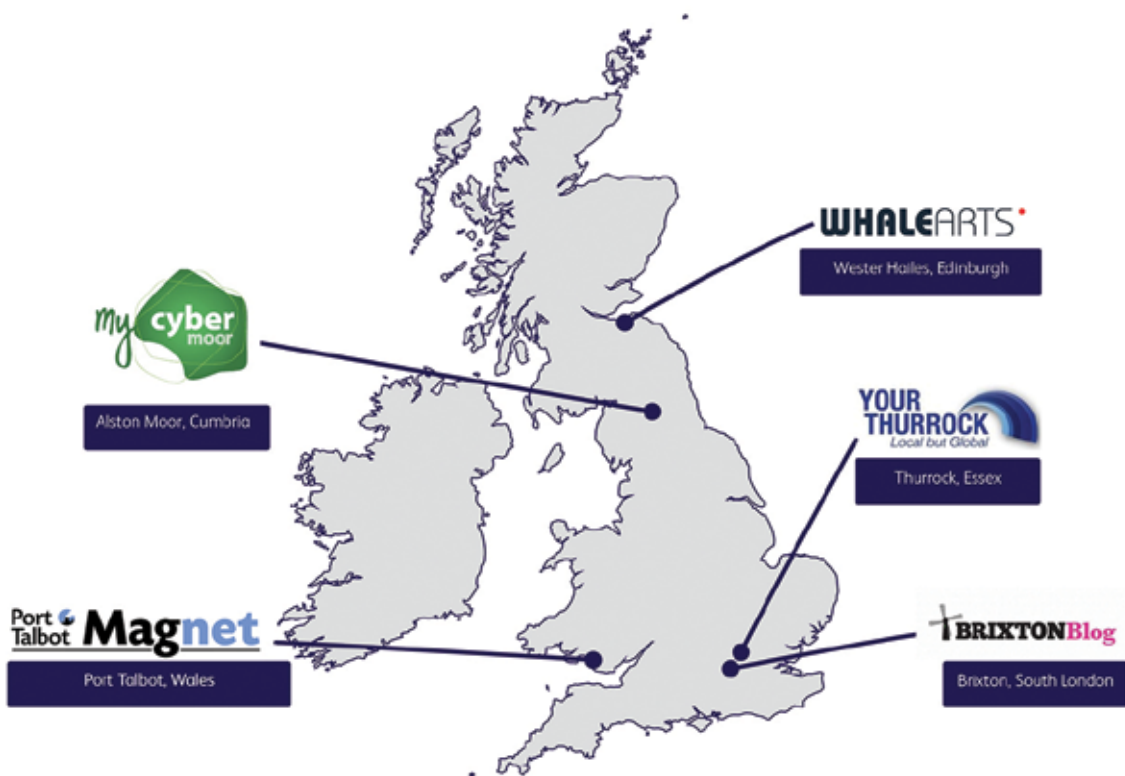 WHALEARTS
Wester Hailes, Edinburgh
my cyber
moor
Alston Moor, Cumbria
YOUR
THURROCK
Local but Global
Thurrock, Essex
Port
Talbot Magnet
Port Talbot, Wales
BRIXTONBlog
Brixton, South London